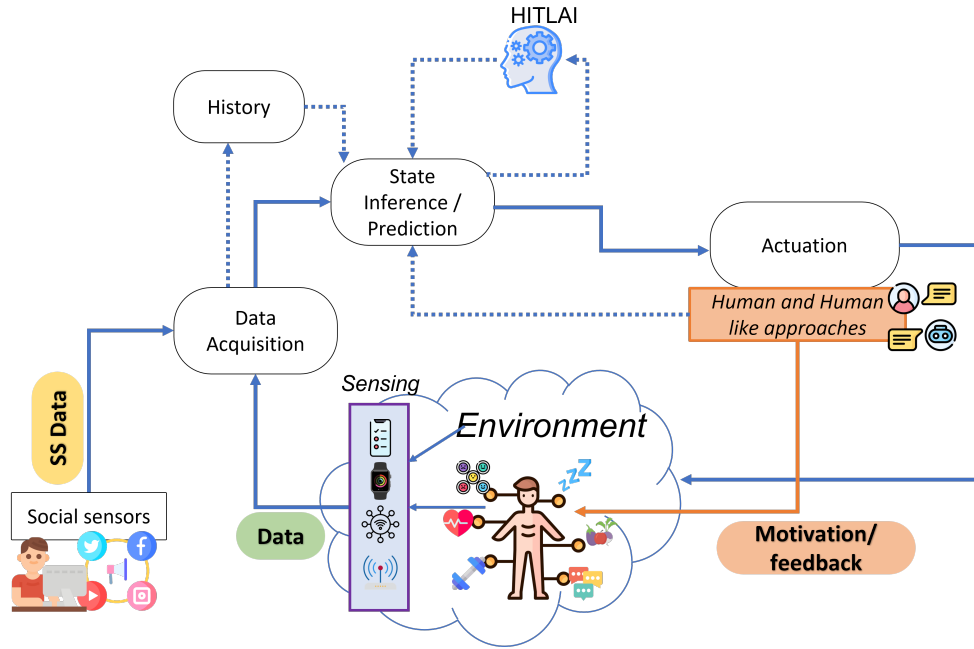 HITLAI
History
State
Inference /
Prediction
Actuation
Human and Human
like approaches
Data
Acquisition
Sensing
Environment
zzz
SS Data
Social sensors
Data
Motivation/
feedback